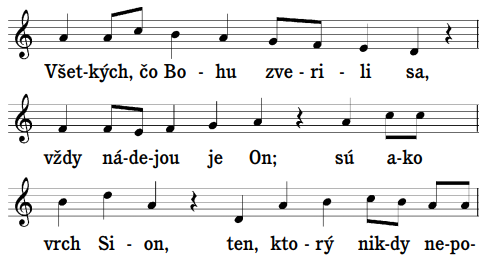 Všet-kých, čo Bo - hu zve - ri - li sa,
vždy ná-de-jou je On; sú a-ko
vrch Si - on, ten, kto - rý nik-dy ne-po-